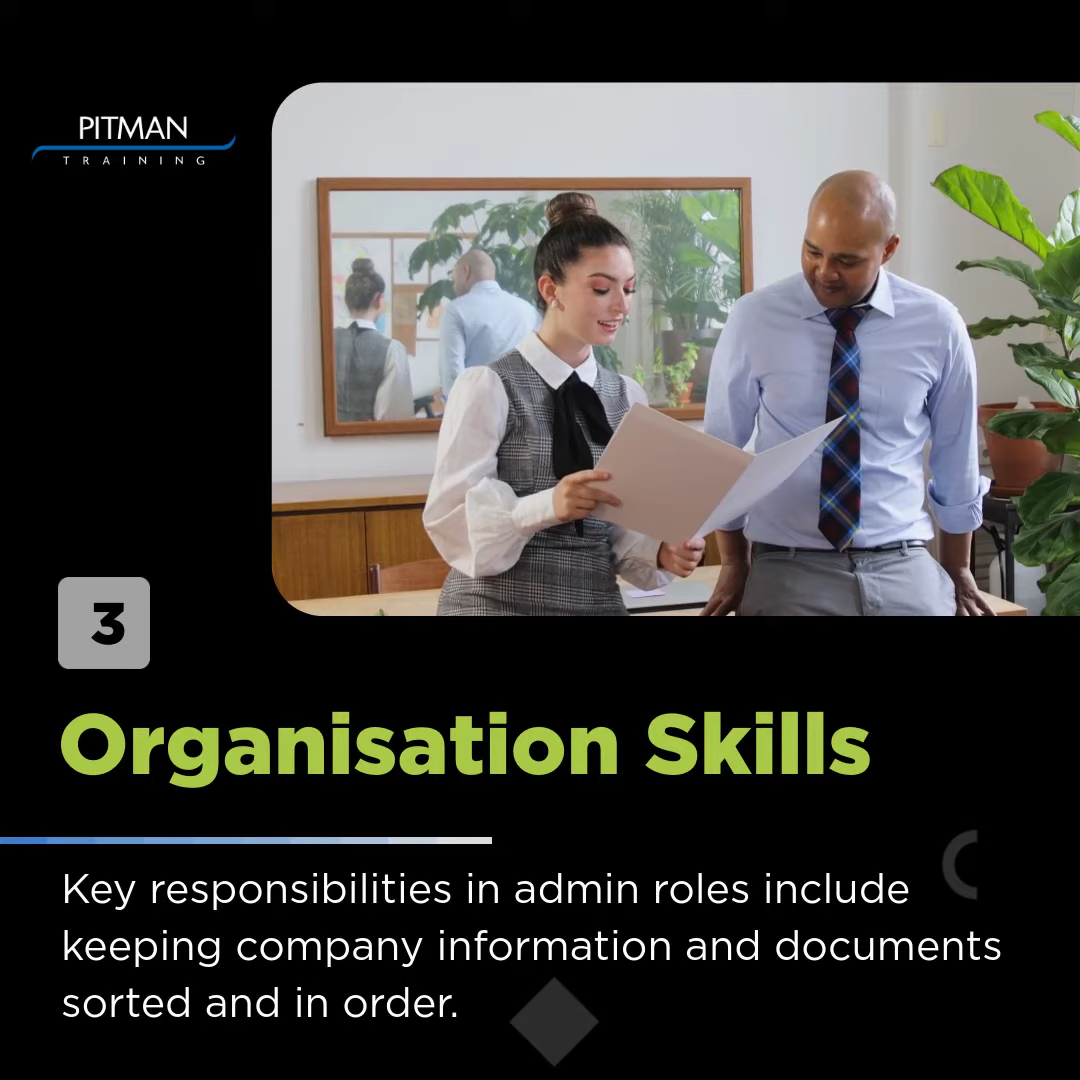 PITMAN
TRAINING
3
Organisation Skills
Key responsibilities in admin roles include
keeping company information and documents
sorted and in order.